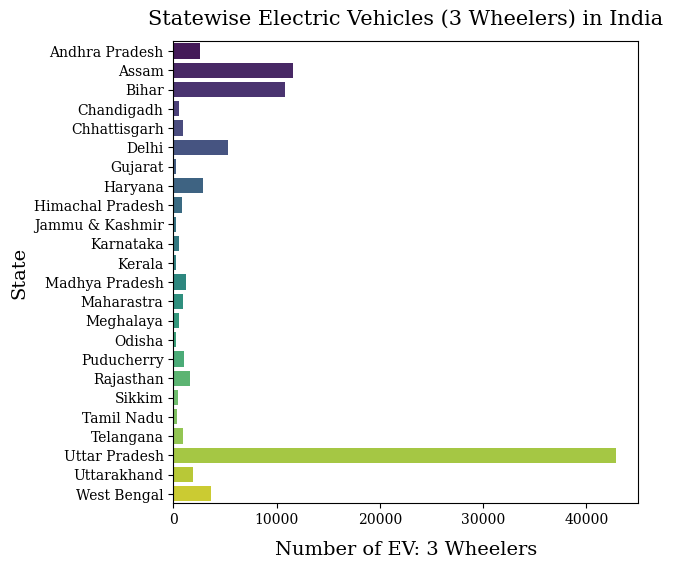 Statewise Electric Vehicles (3 Wheelers) in India
State
Andhra Pradesh
Assam
Bihar
Chandigadh
Chhattisgarh
Delhi
Gujarat
Haryana
Himachal Pradesh
Jammu & Kashmir
Karnataka
Kerala
Madhya Pradesh
Maharastra
Meghalaya
Odisha
Puducherry
Rajasthan
Sikkim
Tamil Nadu
Telangana
Uttar Pradesh
Uttarakhand
West Bengal
0 10000 20000 30000 40000
Number of EV: 3 Wheelers